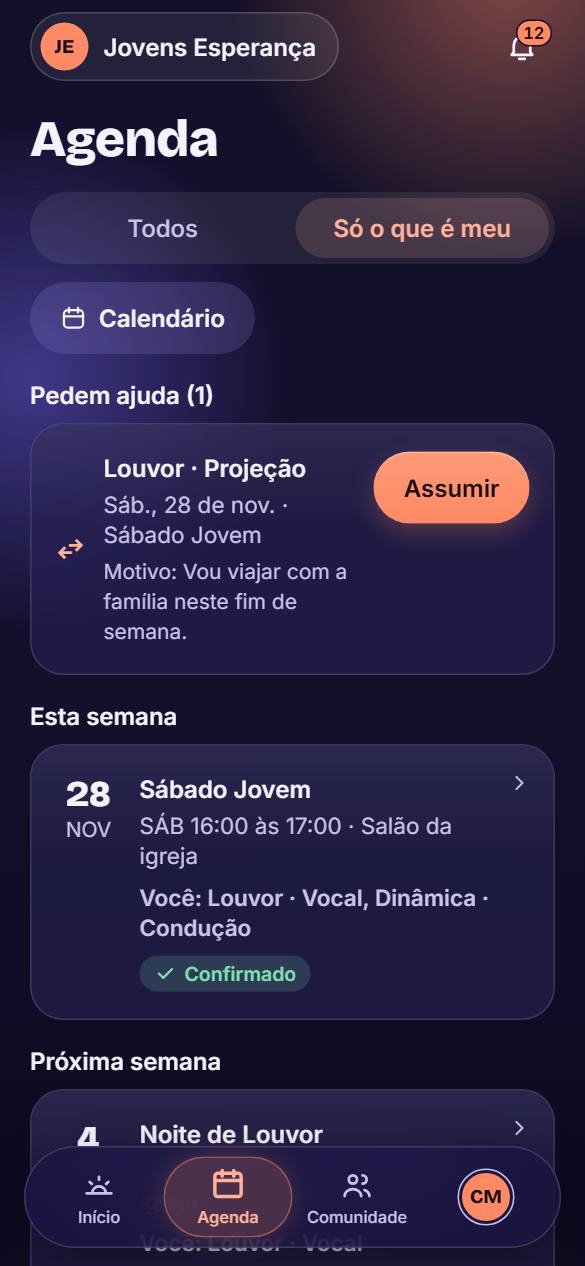 JE
Jovens Esperança
12
Agenda
Todos
Só o que é meu
Calendário
Pedem ajuda (1)
Louvor · Projeção
Assumir
Sáb., 28 de nov. ·
Sábado Jovem
Motivo: Vou viajar com a
família neste fim de
semana.
Esta semana
28
NOV
Sábado Jovem
SÁB 16:00 às 17:00 · Salão da
igreja
Você: Louvor · Vocal, Dinâmica ·
Condução
Confirmado
Próxima semana
4
Noite de Louvor
Início
Agenda
Comunidade
CM
Você: Louvor · Vocal